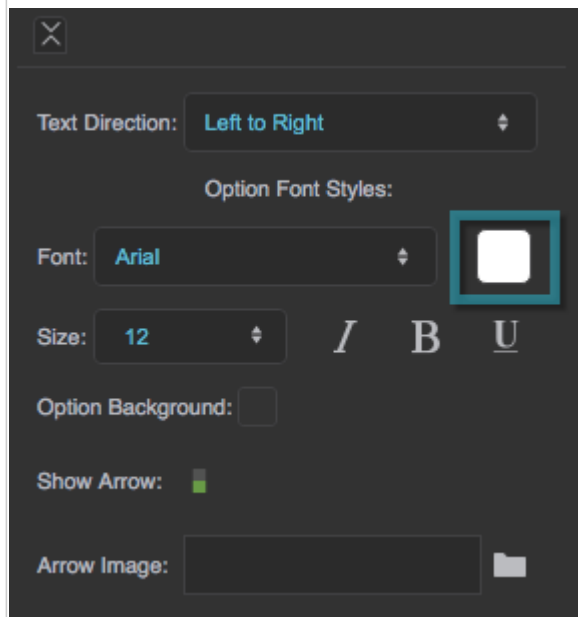 Text Direction: Left to Right
Option Font Styles:
Font: Arial
Size: 12 I B U
Option Background:
Show Arrow:
Arrow Image: